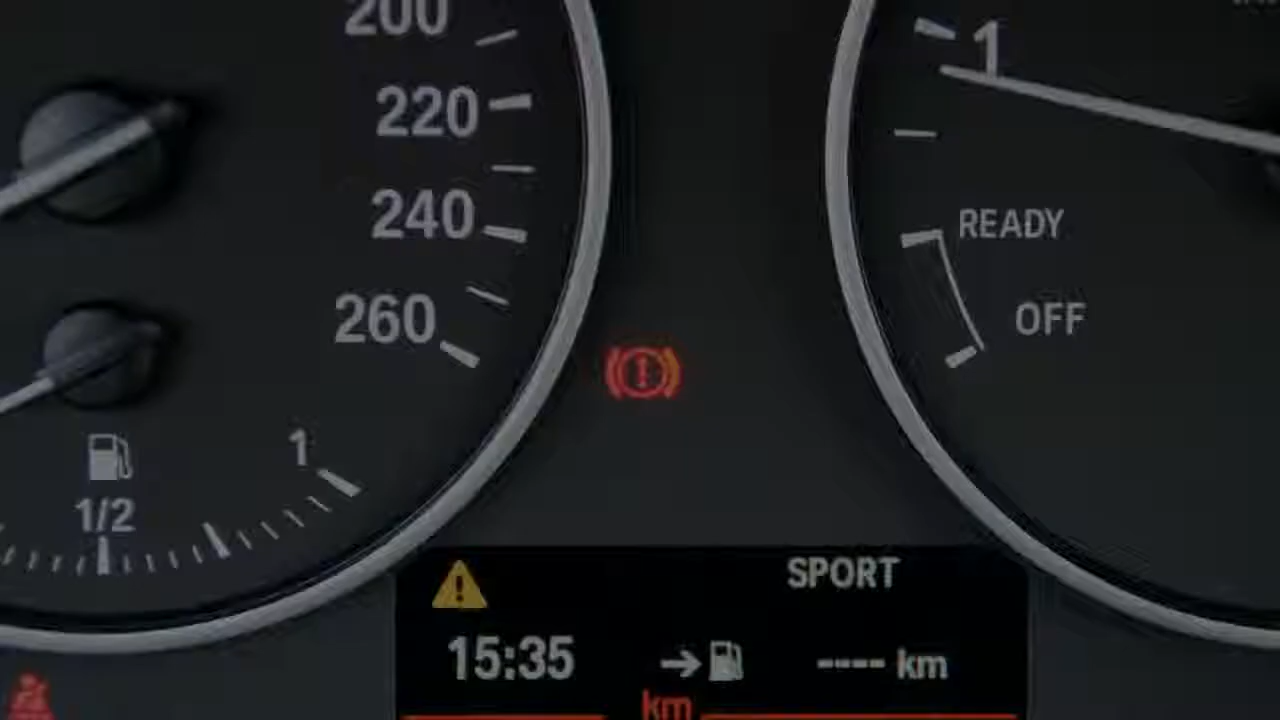 200
220
240
260
1/2
1
1
READY
OFF
SPORT
15:35
---- km
km